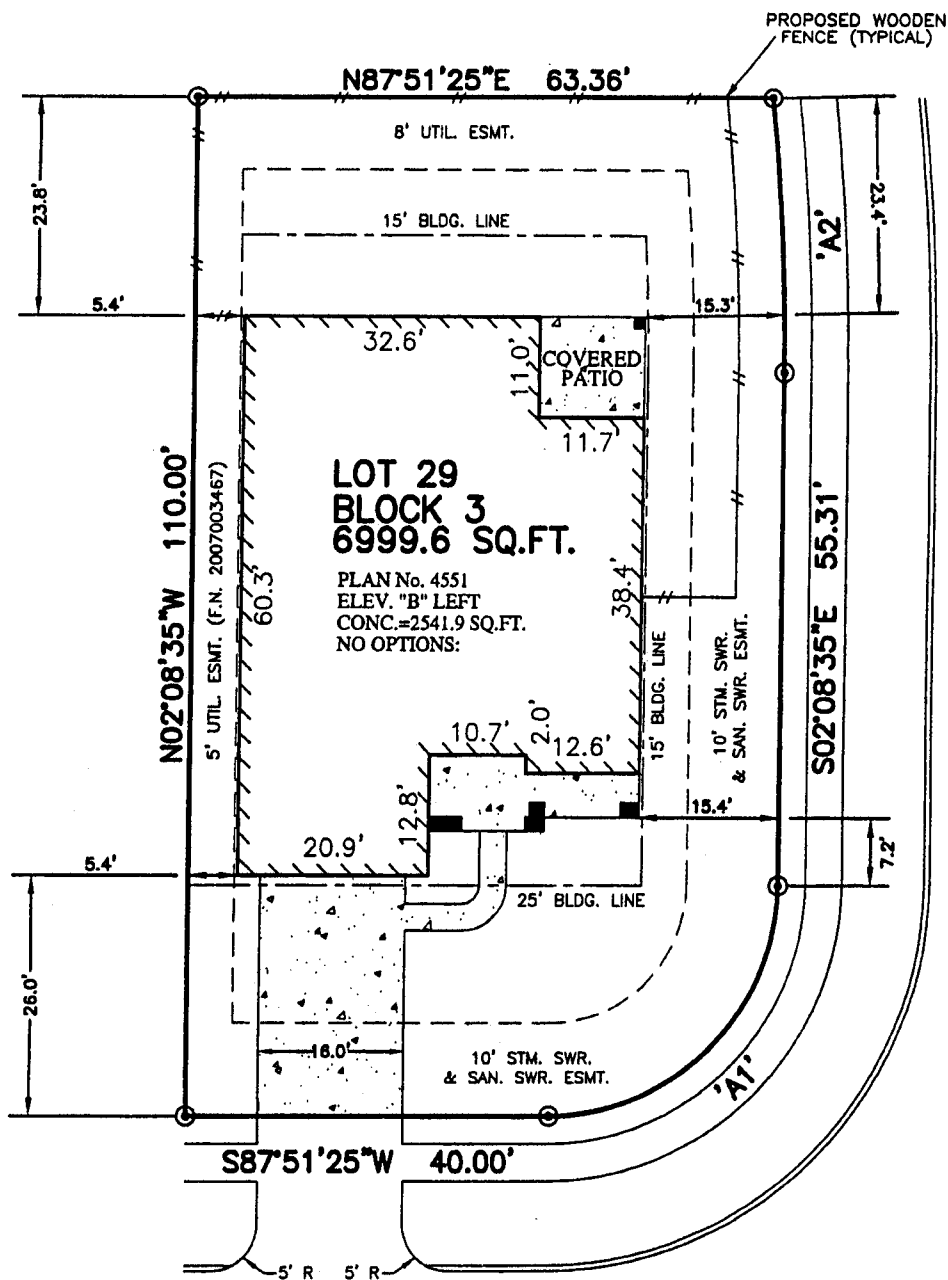 PROPOSED WOODEN
FENCE (TYPICAL)
N87°51'25"E 63.36'
8' UTIL. ESMT.
23.8'
23.4'
'A2'
15' BLDG. LINE
5.4'
15.3'
32.6'
11.0'
COVERED
PATIO
11.7'
LOT 29
BLOCK 3
6999.6 SQ.FT.
PLAN No. 4551
ELEV. "B" LEFT
CONC.=2541.9 SQ.FT.
NO OPTIONS:
N02°08'35"W 110.00'
5' UTIL. ESMT (F.N. 2007003467)
60.3'
38.4'
15' BLDG. LINE
10' STM. SWR.
& SAN. SWR. ESMT.
S02°08'35"E 55.31'
10.7'
2.0'
12.6'
12.8'
15.4'
7.2'
20.9'
5.4'
25' BLDG. LINE
26.0'
16.0'
10' STM. SWR.
& SAN. SWR. ESMT.
'A1'
S87°51'25"W 40.00'
5' R 5' R